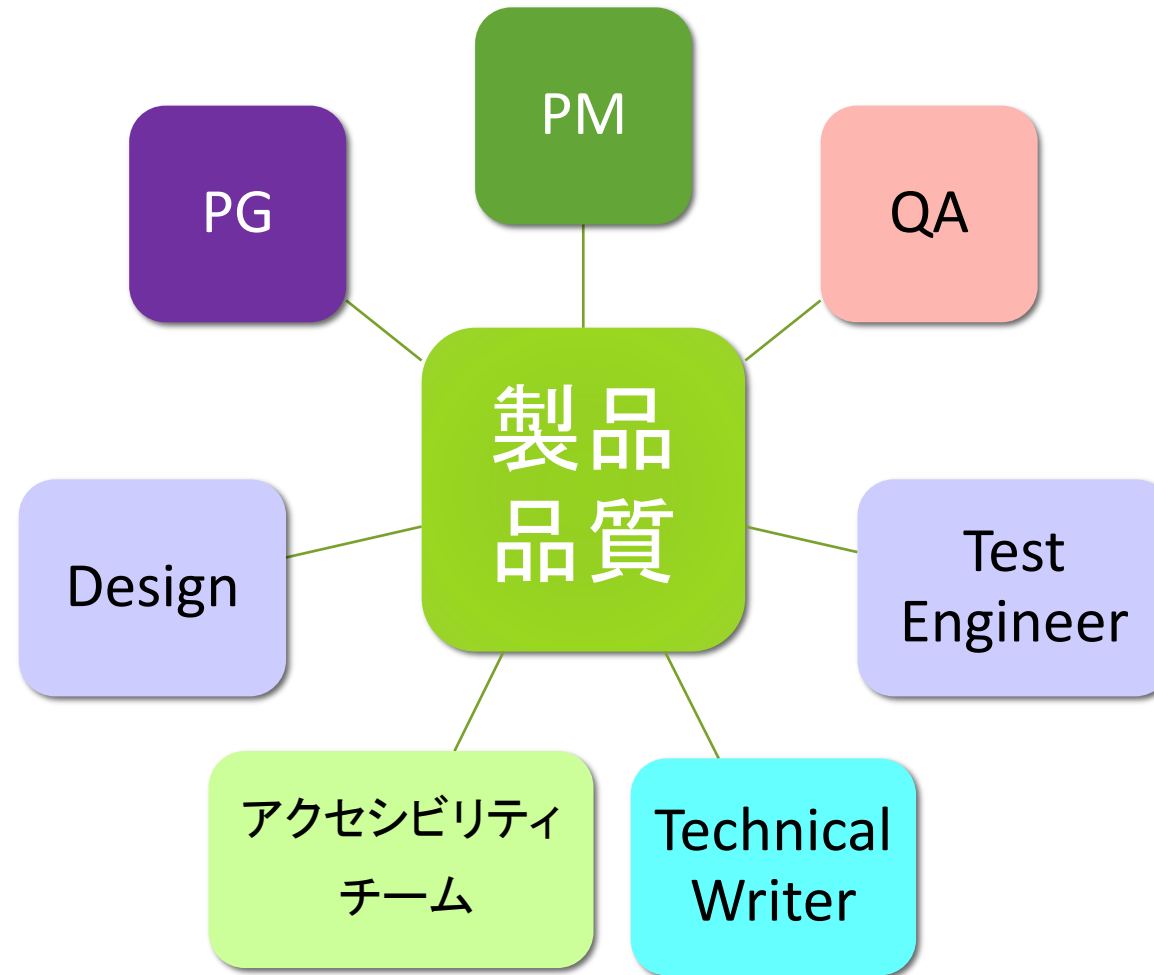 PM
PG
QA
製品
品質
Design
Test
Engineer
アクセシビリティ
チーム
Technical
Writer